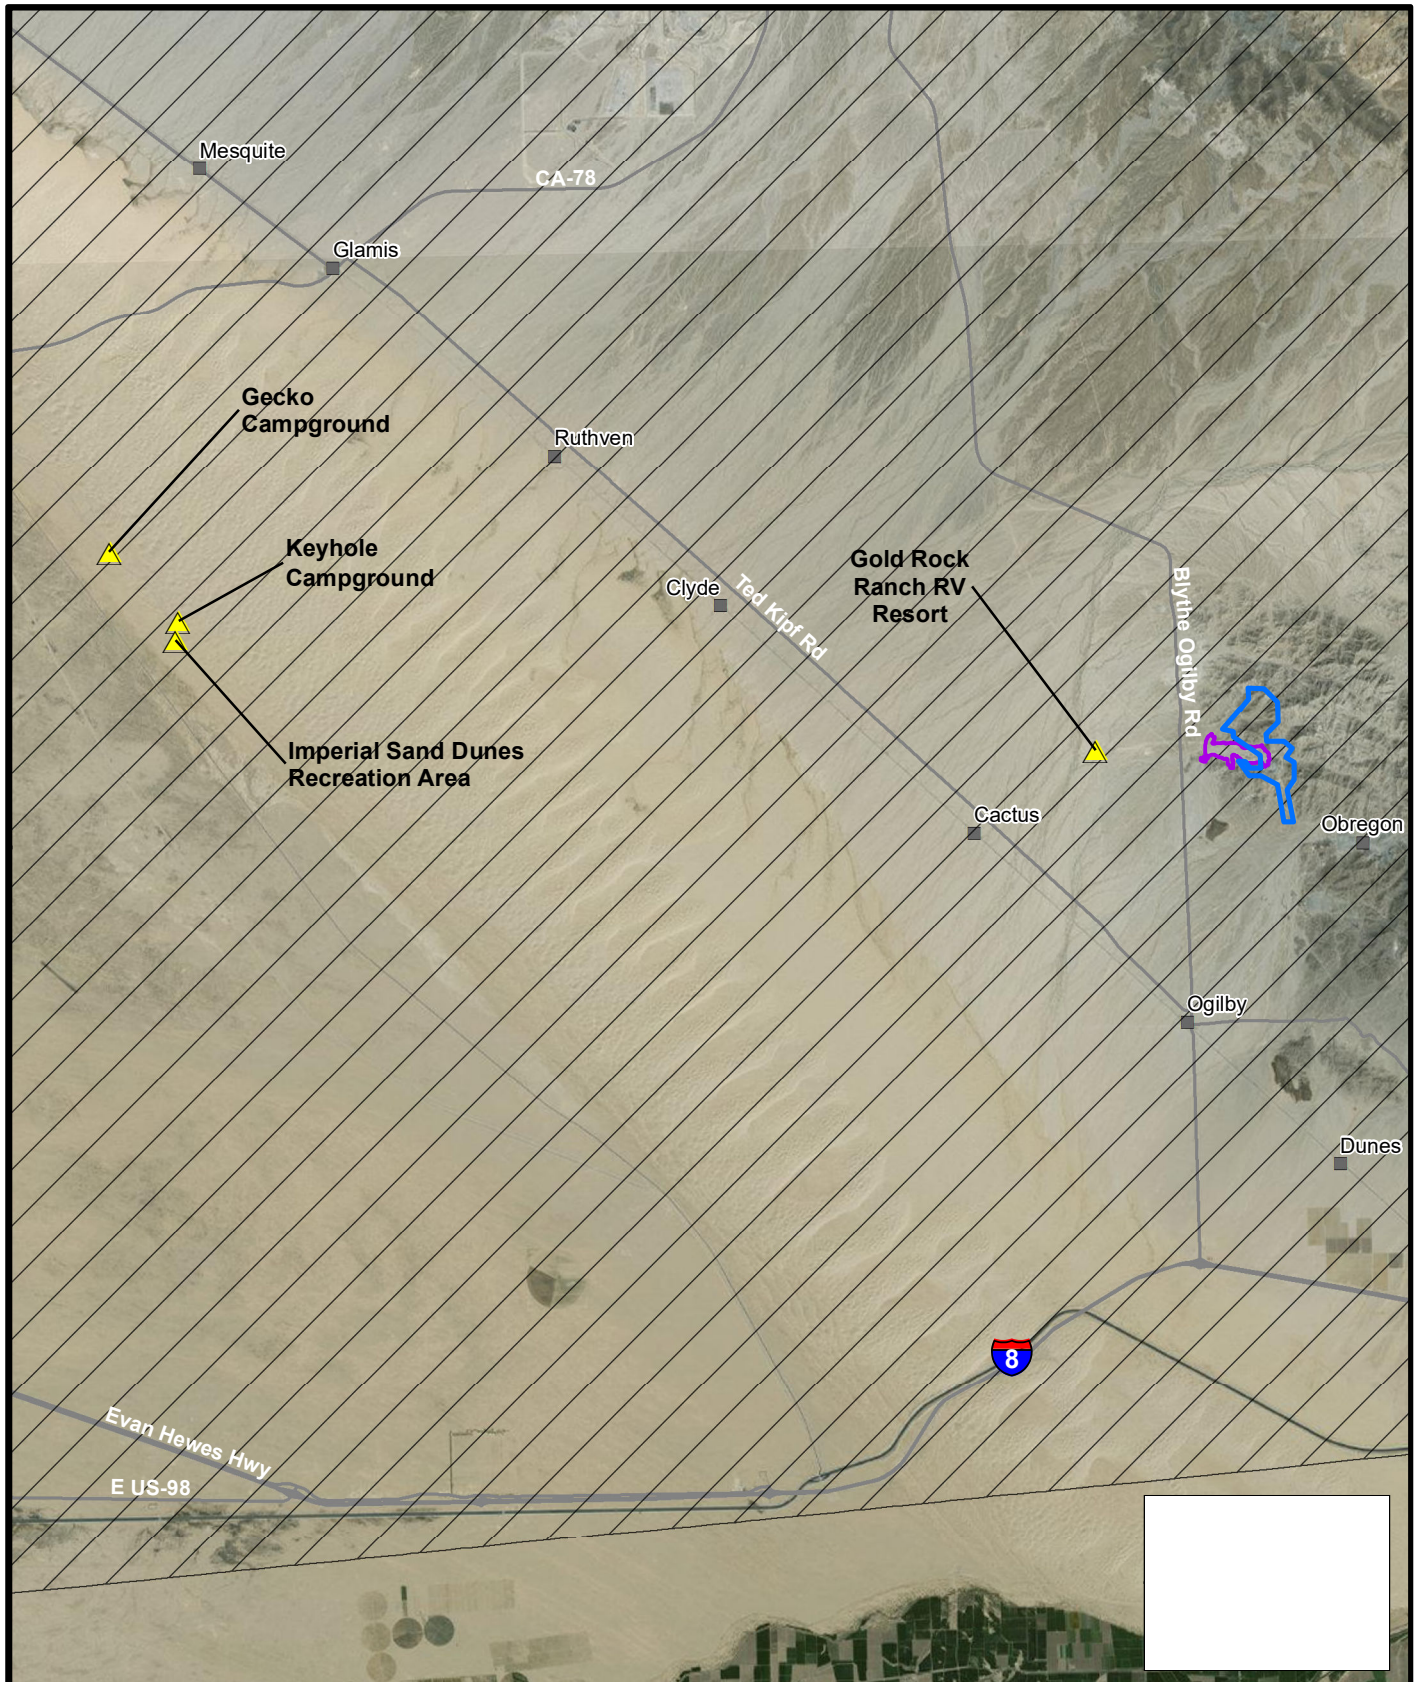 Mesquite
CA-78
Glamis
Gecko
Campground
Ruthven
Keyhole
Campground
Gold Rock
Ranch RV
Resort
Clyde
Ted Kipf Rd
Blythe Ogilby Rd
Imperial Sand Dunes
Recreation Area
Cactus
Obregon
Ogilby
Dunes
8
Evan Hewes Hwy
E US-98